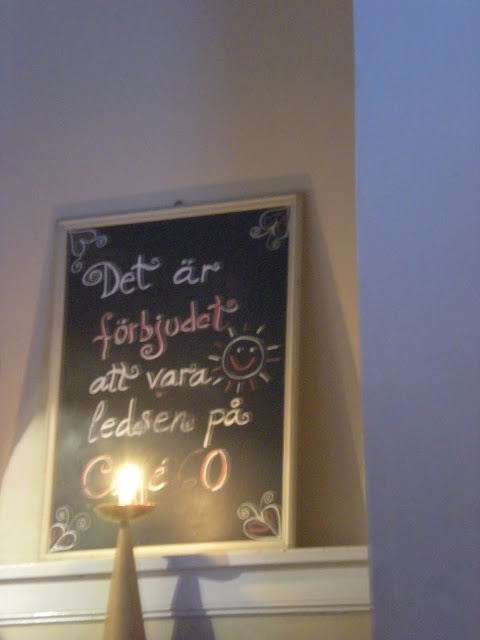 Det är
förbjudet
att vara
ledsen på